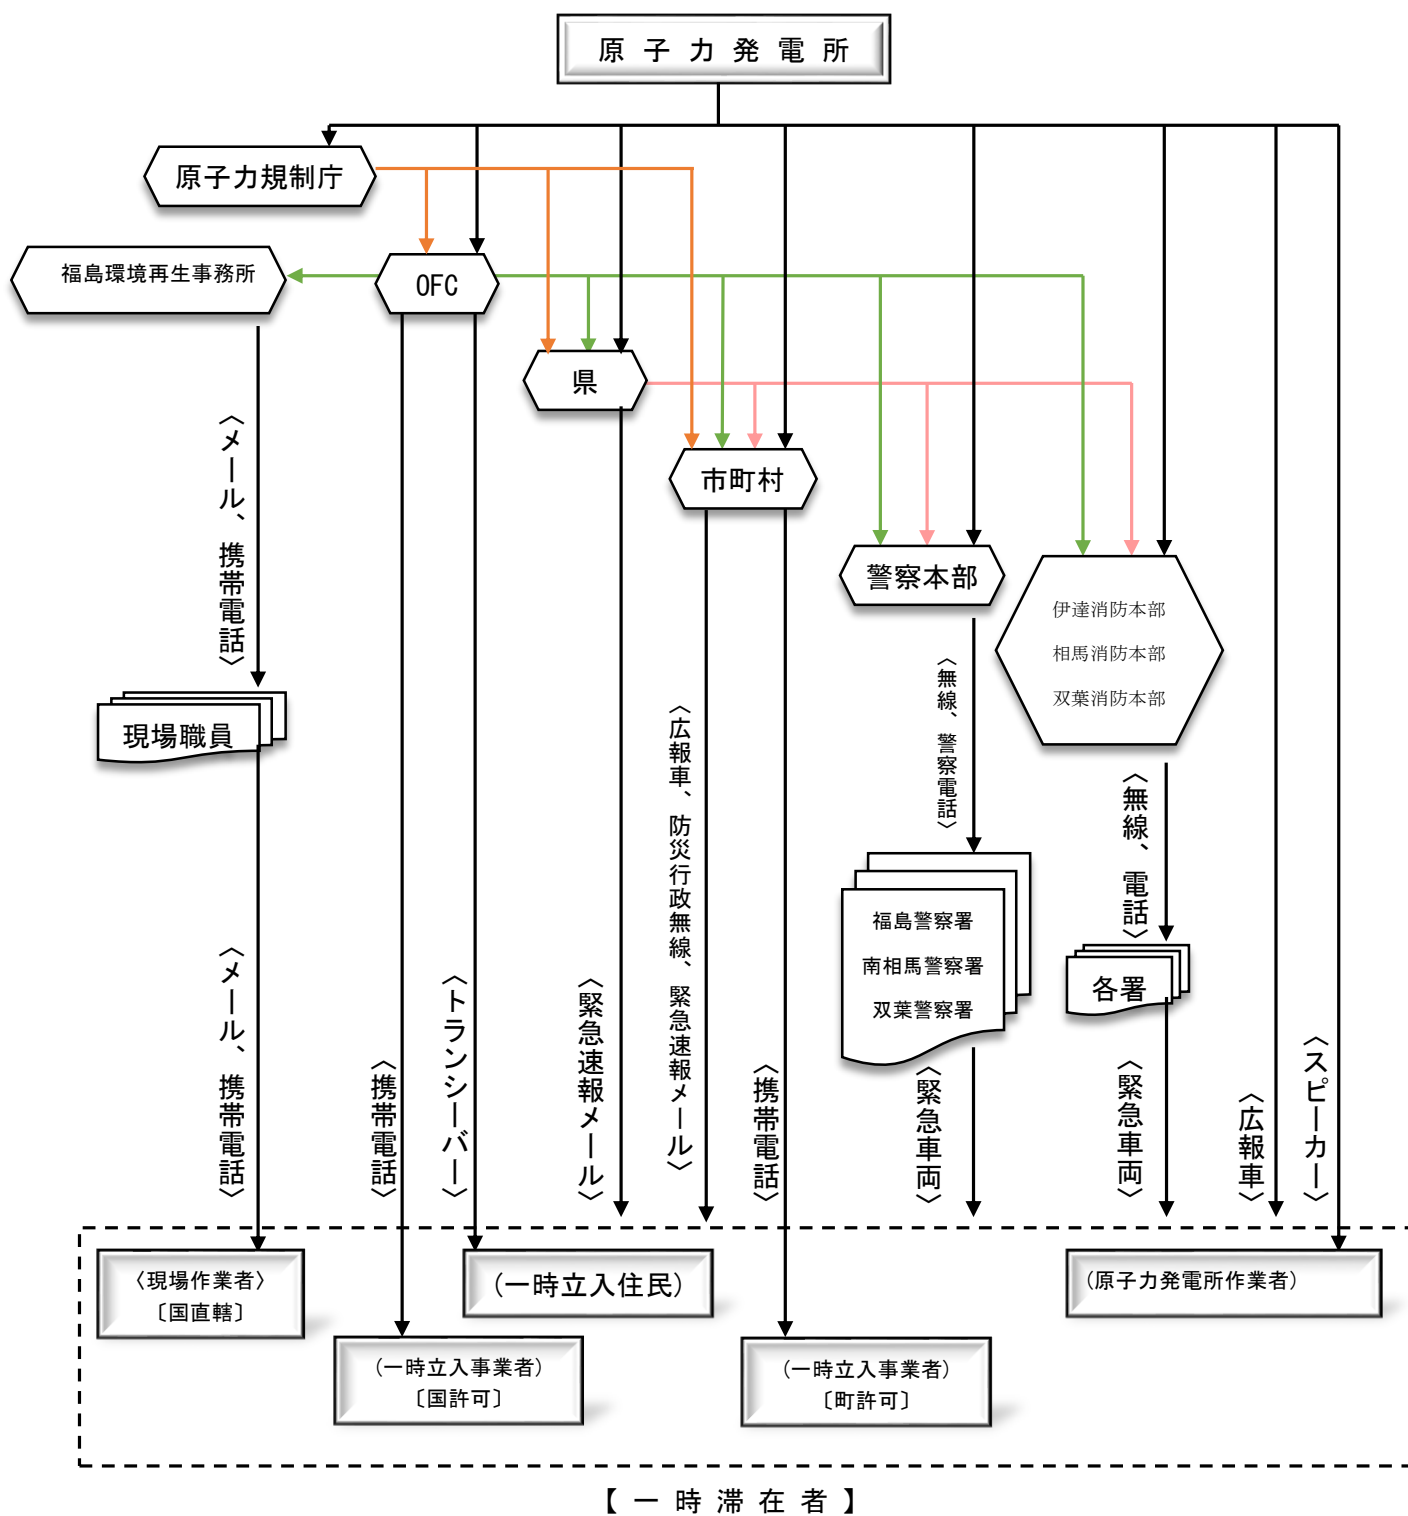 原子力発電所
原子力規制庁
福島環境再生事務所
OFC
県
市町村
警察本部
伊達消防本部
相馬消防本部
双葉消防本部
〈メール、携帯電話〉
〈無線、警察電話〉
〈広報車、防災行政無線、緊急速報メール〉
〈無線、電話〉
現場職員
福島警察署
南相馬警察署
双葉警察署
各署
〈メール、携帯電話〉
〈携帯電話〉
〈トランシーバー〉
〈緊急速報メール〉
〈携帯電話〉
〈緊急車両〉
〈緊急車両〉
〈広報車〉
〈スピーカー〉
〈現場作業者〉
〔国直轄〕
(一時立入住民)
(原子力発電所作業者)
(一時立入事業者)
〔国許可〕
(一時立入事業者)
〔町許可〕
【一時滞在者】